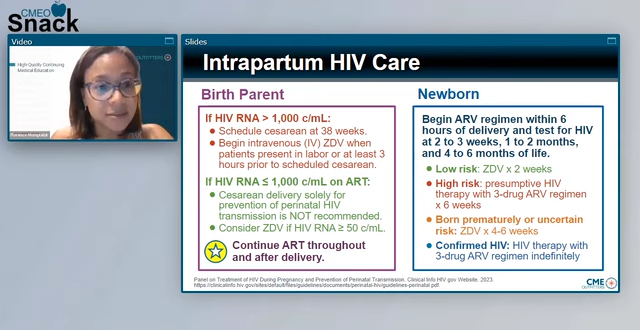 CMEO
Snack
Video
Slides
High-Quality Continuing
Medical Education
OUTFITTERS
Intrapartum HIV Care
Birth Parent
If HIV RNA > 1,000 c/mL:
• Schedule cesarean at 38 weeks.
• Begin intravenous (IV) ZDV when
patients present in labor or at least 3
hours prior to scheduled cesarean.
If HIV RNA ≤ 1,000 c/mL on ART:
• Cesarean delivery solely for
prevention of perinatal HIV
transmission is NOT recommended.
• Consider ZDV if HIV RNA ≥ 50 c/mL.
Continue ART throughout
and after delivery.
Newborn
Begin ARV regimen within 6
hours of delivery and test for HIV
at 2 to 3 weeks, 1 to 2 months,
and 4 to 6 months of life.
• Low risk: ZDV x 2 weeks
• High risk: presumptive HIV
therapy with 3-drug ARV regimen
x 6 weeks
• Born prematurely or uncertain
risk: ZDV x 4-6 weeks
• Confirmed HIV: HIV therapy with
3-drug ARV regimen indefinitely
Panel on Treatment of HIV During Pregnancy and Prevention of Perinatal Transmission. Clinical Info HIV.gov Website. 2023.
https://clinicalinfo.hiv.gov/sites/default/files/guidelines/documents/perinatal-hiv/guidelines-perinatal.pdf.
CME
OUTFITTERS